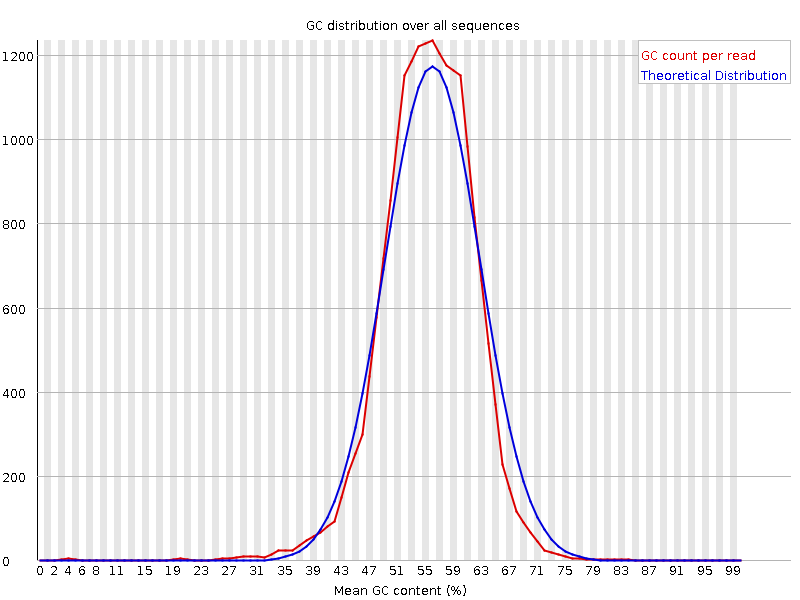 GC distribution over all sequences
GC count per read
Theoretical Distribution
1200
1000
800
600
400
200
0
0 2 4 6 8 11 15 19 23 27 31 35 39 43 47 51 55 59 63 67 71 75 79 83 87 91 95 99
Mean GC content (%)